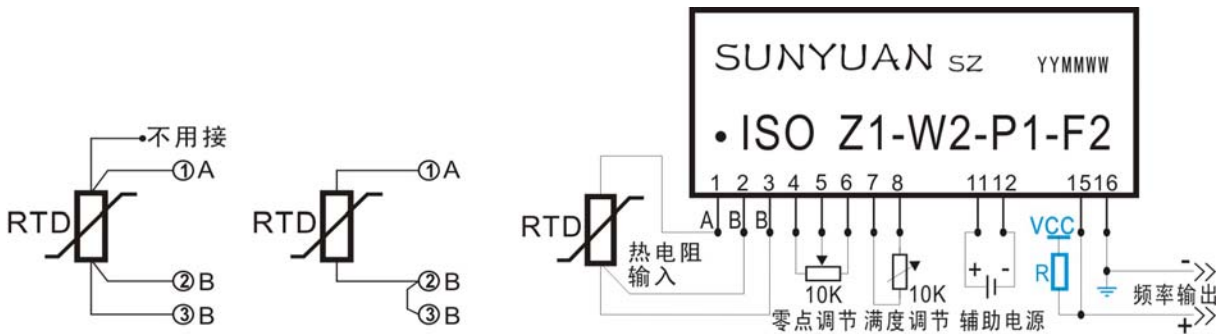 不用接
①A
RTD
②B
③B
①A
RTD
②B
③B
SUNYUAN SZ YYMMWW
•ISO Z1-W2-P1-F2
1 2 3 4 5 6 7 8 11 12 15 16
A B B
RTD
热电阻
输入
10K
零点调节
10K
满度调节
+ -
辅助电源
VCC
R
-
频率输出
+